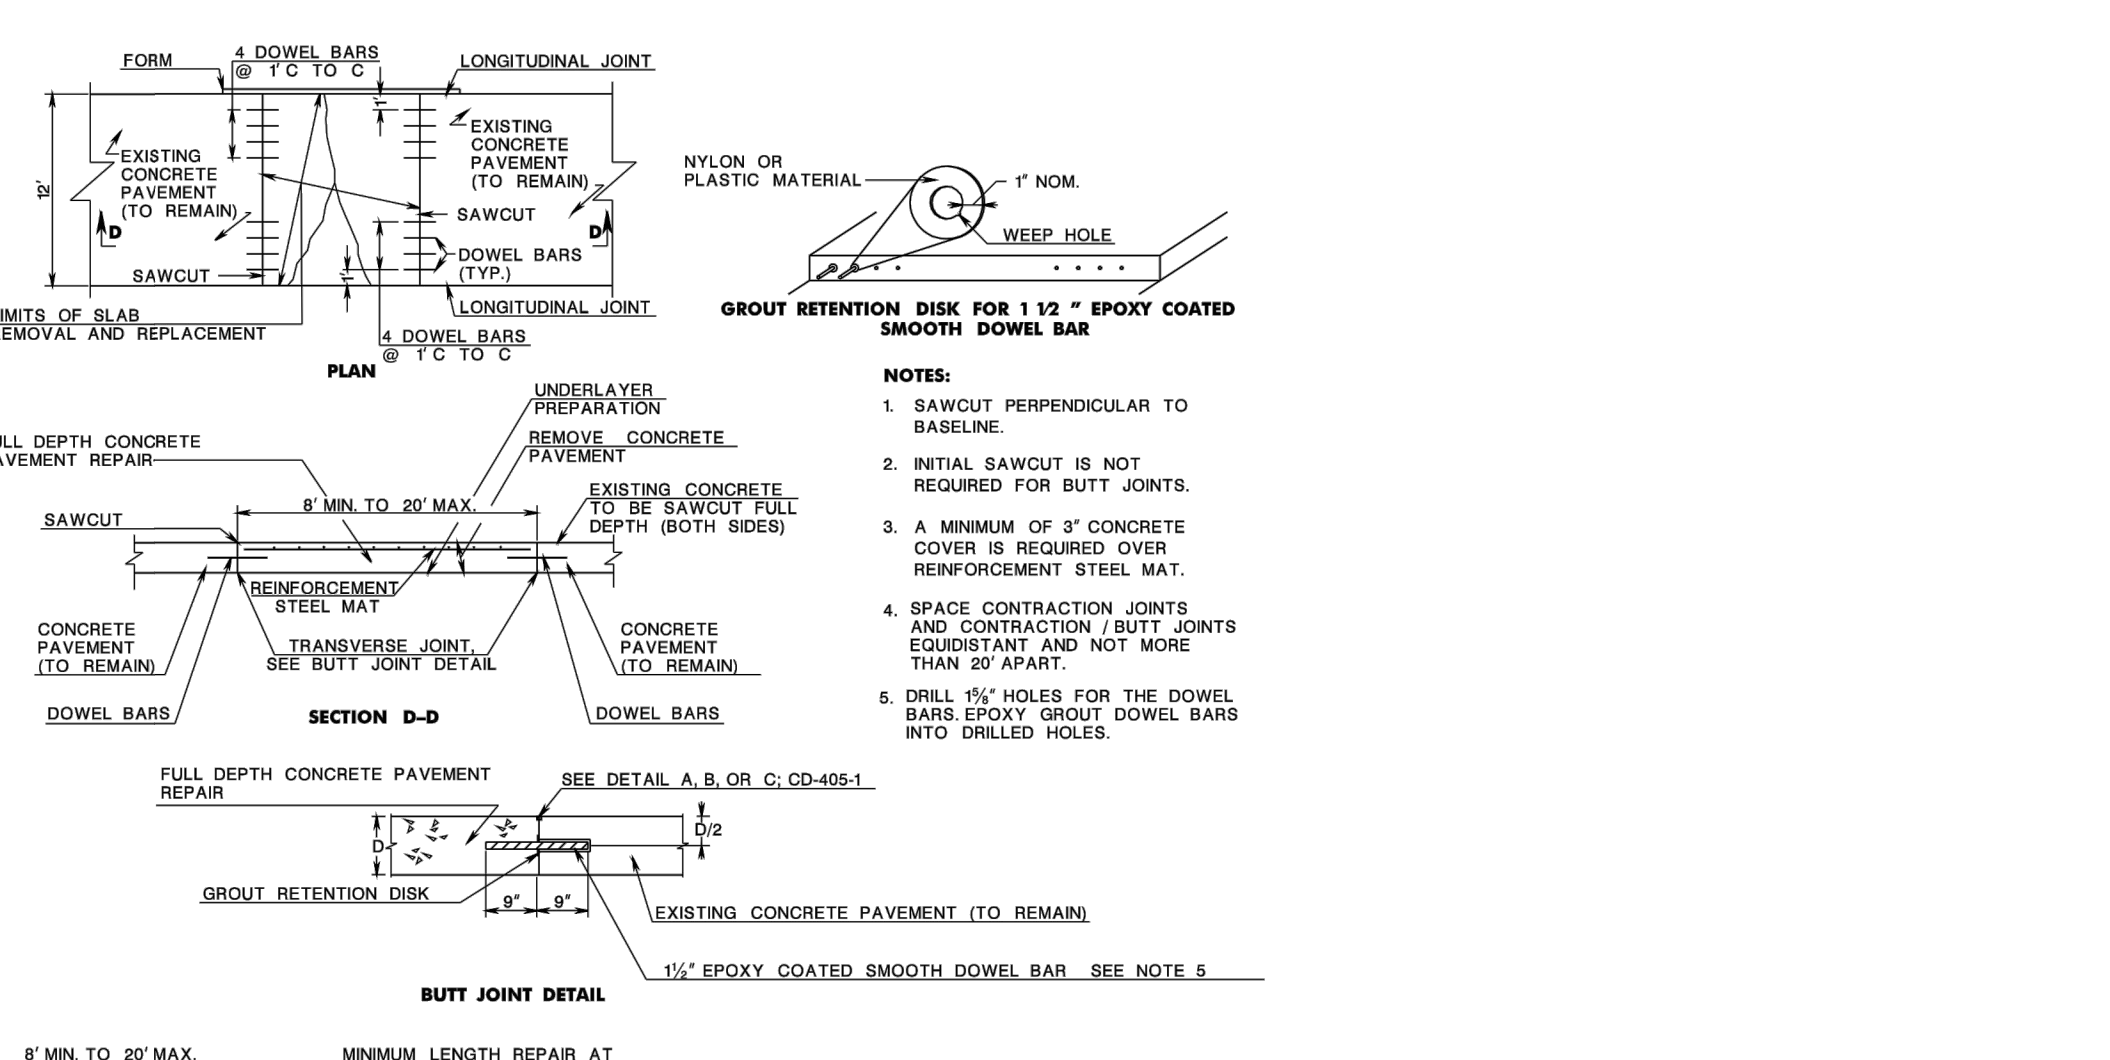 FORM
4 DOWEL BARS
@ 1' C TO C
LONGITUDINAL JOINT
1'
EXISTING
CONCRETE
PAVEMENT
(TO REMAIN)
EXISTING
CONCRETE
PAVEMENT
(TO REMAIN)
12'
D
SAWCUT
D
DOWEL BARS
(TYP.)
SAWCUT
1'
LONGITUDINAL JOINT
IMITS OF SLAB
EMOVAL AND REPLACEMENT
4 DOWEL BARS
@ 1' C TO C
PLAN
NYLON OR
PLASTIC MATERIAL
1" NOM.
WEEP HOLE
GROUT RETENTION DISK FOR 1 1/2 " EPOXY COATED
SMOOTH DOWEL BAR
NOTES:
1. SAWCUT PERPENDICULAR TO
BASELINE.
2. INITIAL SAWCUT IS NOT
REQUIRED FOR BUTT JOINTS.
3. A MINIMUM OF 3" CONCRETE
COVER IS REQUIRED OVER
REINFORCEMENT STEEL MAT.
4. SPACE CONTRACTION JOINTS
AND CONTRACTION / BUTT JOINTS
EQUIDISTANT AND NOT MORE
THAN 20' APART.
5. DRILL 1⅝" HOLES FOR THE DOWEL
BARS. EPOXY GROUT DOWEL BARS
INTO DRILLED HOLES.
UNDERLAYER
PREPARATION
REMOVE CONCRETE
PAVEMENT
LL DEPTH CONCRETE
AVEMENT REPAIR
8' MIN. TO 20' MAX.
EXISTING CONCRETE
TO BE SAWCUT FULL
DEPTH (BOTH SIDES)
SAWCUT
REINFORCEMENT
STEEL MAT
CONCRETE
PAVEMENT
(TO REMAIN)
TRANSVERSE JOINT,
SEE BUTT JOINT DETAIL
CONCRETE
PAVEMENT
(TO REMAIN)
DOWEL BARS
SECTION D–D
DOWEL BARS
FULL DEPTH CONCRETE PAVEMENT
REPAIR
SEE DETAIL A, B, OR C; CD-405-1
D
D/2
GROUT RETENTION DISK
9"
9"
EXISTING CONCRETE PAVEMENT (TO REMAIN)
1½" EPOXY COATED SMOOTH DOWEL BAR SEE NOTE 5
BUTT JOINT DETAIL
8' MIN. TO 20' MAX.
MINIMUM LENGTH REPAIR AT